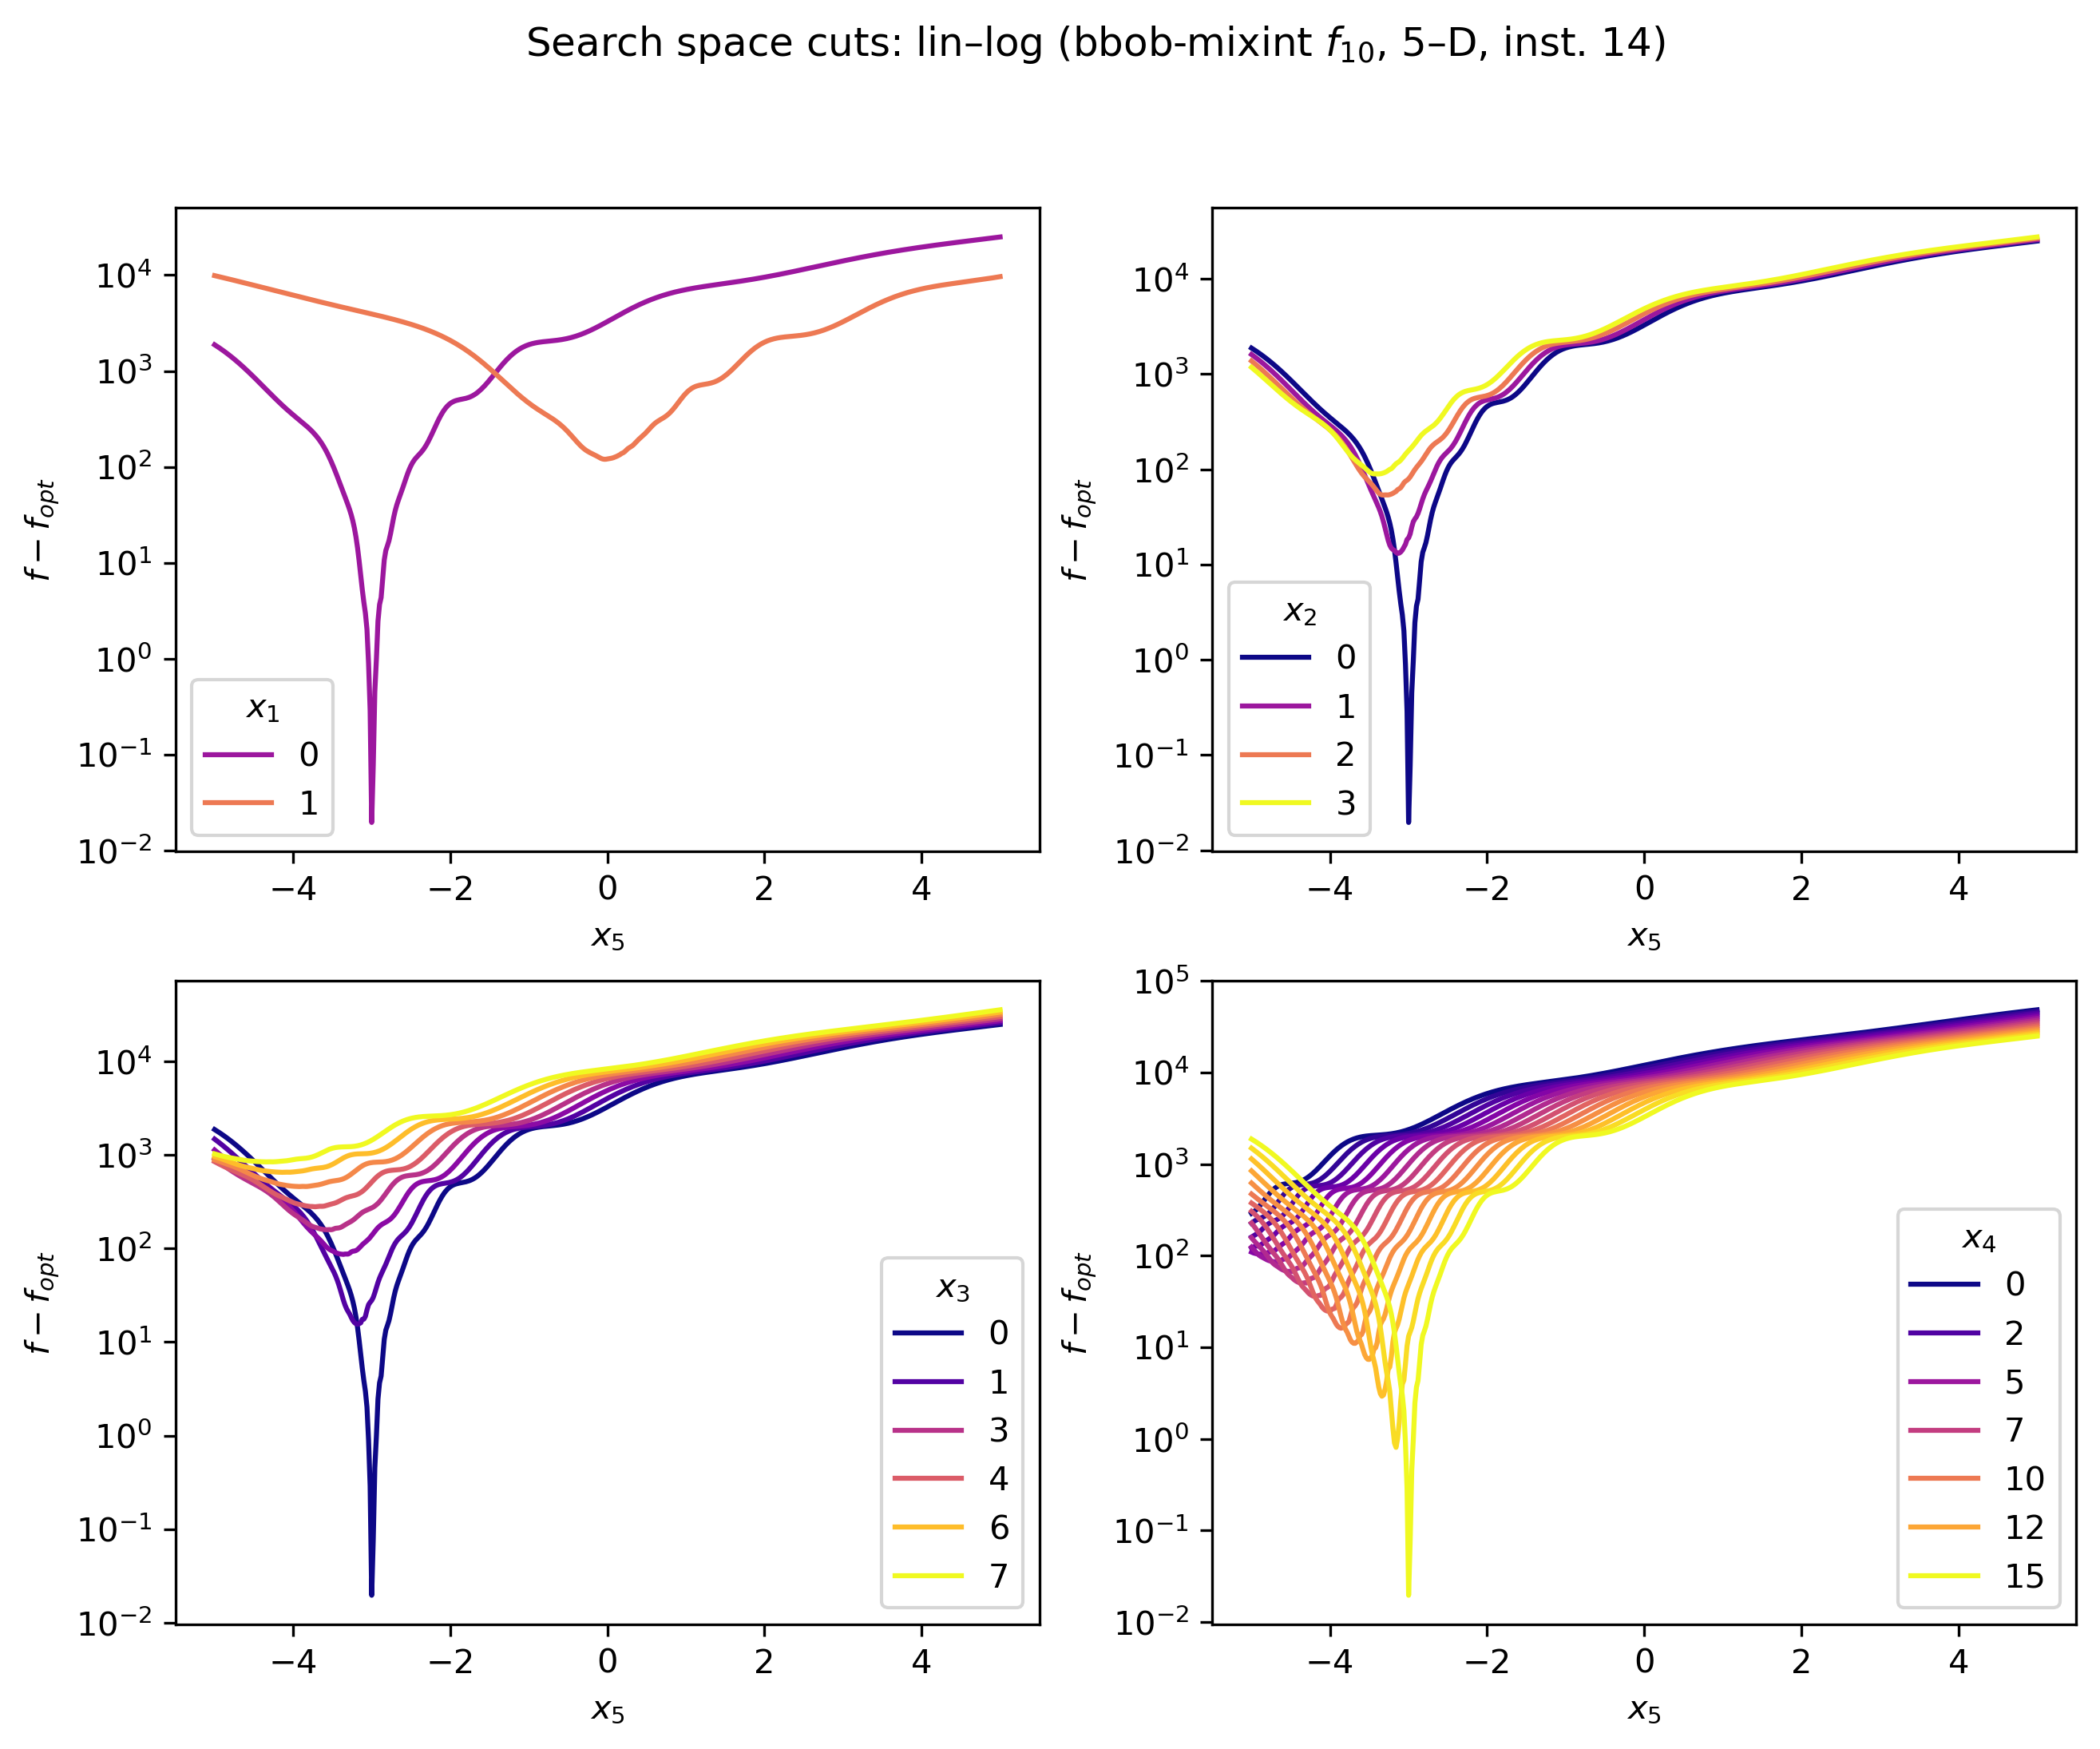 Search space cuts: lin–log (bbob-mixint f10, 5–D, inst. 14)
10^4
10^3
10^2
10^1
10^0
10^−1
10^−2
f − fopt
x1
0
1
−4 −2 0 2 4
x5
10^4
10^3
10^2
10^1
10^0
10^−1
10^−2
f − fopt
x2
0
1
2
3
−4 −2 0 2 4
x5
10^4
10^3
10^2
10^1
10^0
10^−1
10^−2
f − fopt
x3
0
1
3
4
6
7
−4 −2 0 2 4
x5
10^5
10^4
10^3
10^2
10^1
10^0
10^−1
10^−2
f − fopt
x4
0
2
5
7
10
12
15
−4 −2 0 2 4
x5